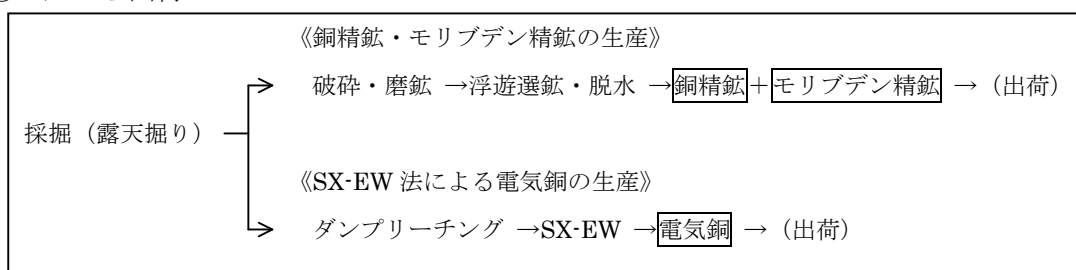 《銅精鉱・モリブデン精鉱の生産》
破砕・磨鉱 →浮遊選鉱・脱水 →銅精鉱＋モリブデン精鉱 →（出荷）
採掘（露天掘り）
《SX-EW 法による電気銅の生産》
ダンプリーチング →SX-EW →電気銅 →（出荷）